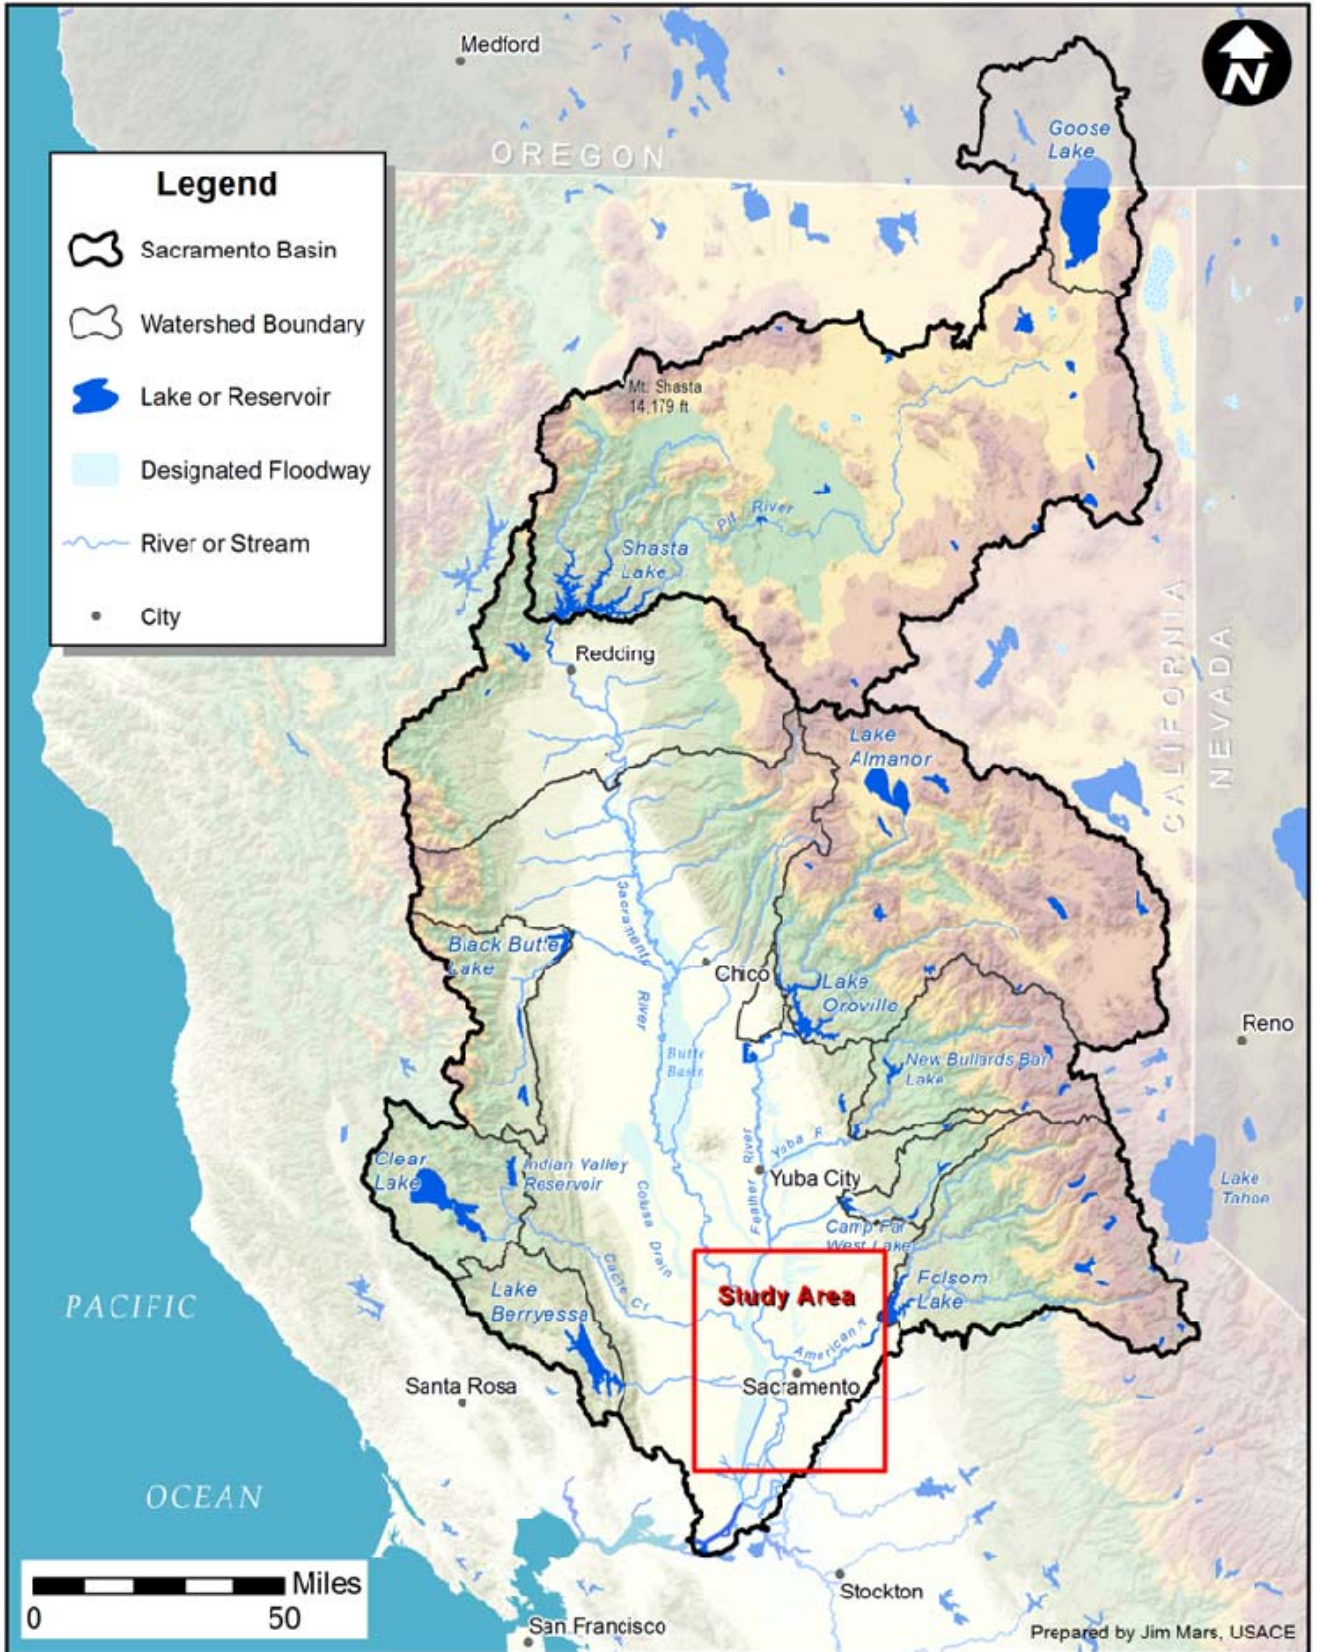 Medford
N
OREGON
Goose
Lake
Legend
Sacramento Basin
Watershed Boundary
Lake or Reservoir
Designated Floodway
River or Stream
City
Mt. Shasta
14,179 ft
Pit River
Shasta
Lake
Redding
CALIFORNIA
NEVADA
Lake
Almanor
Sacramento
River
Black Butte
Lake
Chico
Lake
Oroville
Butte
Basin
New Bullards Bar
Lake
Reno
Clear
Lake
Indian Valley
Reservoir
Colusa Drain
Feather River
Yuba R
Yuba City
Lake
Tahoe
Camp Far
West Lake
Cache Cr
Study Area
Folsom
Lake
Lake
Berryessa
American R
Sacramento
PACIFIC
OCEAN
Santa Rosa
Miles
0 50
Stockton
San Francisco
Prepared by Jim Mars, USACE